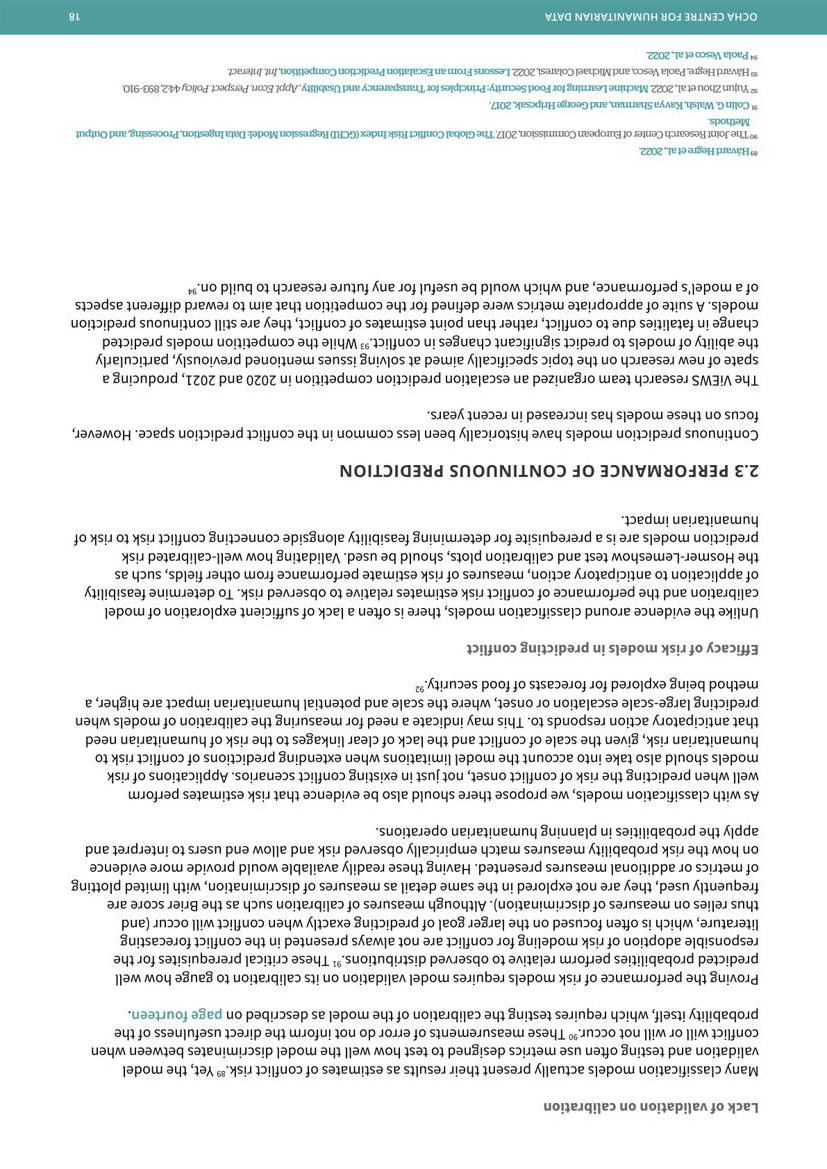 Lack of validation on calibration
Many classification models actually present their results as estimates of conflict risk.89 Yet, the model
validation and testing often use metrics designed to test how well the model discriminates between when
conflict will or will not occur.90 These measurements of error do not inform the direct usefulness of the
probability itself, which requires testing the calibration of the model as described on page fourteen.
Proving the performance of risk models requires model validation on its calibration to gauge how well
predicted probabilities perform relative to observed distributions.91 These critical prerequisites for the
responsible adoption of risk modeling for conflict are not always presented in the conflict forecasting
literature, which is often focused on the larger goal of predicting exactly when conflict will occur (and
thus relies on measures of discrimination). Although measures of calibration such as the Brier score are
frequently used, they are not explored in the same detail as measures of discrimination, with limited plotting
of metrics or additional measures presented. Having these readily available would provide more evidence
on how the risk probability measures match empirically observed risk and allow end users to interpret and
apply the probabilities in planning humanitarian operations.
As with classification models, we propose there should also be evidence that risk estimates perform
well when predicting the risk of conflict onset, not just in existing conflict scenarios. Applications of risk
models should also take into account the model limitations when extending predictions of conflict risk to
humanitarian risk, given the scale of conflict and the lack of clear linkages to the risk of humanitarian need
that anticipatory action responds to. This may indicate a need for measuring the calibration of models when
predicting large-scale escalation or onset, where the scale and potential humanitarian impact are higher, a
method being explored for forecasts of food security.92
Efficacy of risk models in predicting conflict
Unlike the evidence around classification models, there is often a lack of sufficient exploration of model
calibration and the performance of conflict risk estimates relative to observed risk. To determine feasibility
of application to anticipatory action, measures of risk estimate performance from other fields, such as
the Hosmer-Lemeshow test and calibration plots, should be used. Validating how well-calibrated risk
prediction models are is a prerequisite for determining feasibility alongside connecting conflict risk to risk of
humanitarian impact.
2.3 PERFORMANCE OF CONTINUOUS PREDICTION
Continuous prediction models have historically been less common in the conflict prediction space. However,
focus on these models has increased in recent years.
The ViEWS research team organized an escalation prediction competition in 2020 and 2021, producing a
spate of new research on the topic specifically aimed at solving issues mentioned previously, particularly
the ability of models to predict significant changes in conflict.93 While the competition models predicted
change in fatalities due to conflict, rather than point estimates of conflict, they are still continuous prediction
models. A suite of appropriate metrics were defined for the competition that aim to reward different aspects
of a model's performance, and which would be useful for any future research to build on.94
89 Håvard Hegre et al., 2022.
90 The Joint Research Center of European Commission, 2017. The Global Conflict Risk Index (GCRI) Regression Model: Data Ingestion, Processing, and Output
Methods.
91 Colin G. Walsh, Kavya Sharman, and George Hripcsak, 2017.
92 Yujun Zhou et al., 2022. Machine Learning for Food Security: Principles for Transparency and Usability. Appl. Econ. Perspect. Policy 44.2, 893-910.
93 Håvard Hegre, Paola Vesco, and Michael Colaresi, 2022. Lessons From an Escalation Prediction Competition, Int. Interact.
94 Paola Vesco et al., 2022.
OCHA CENTRE FOR HUMANITARIAN DATA
18